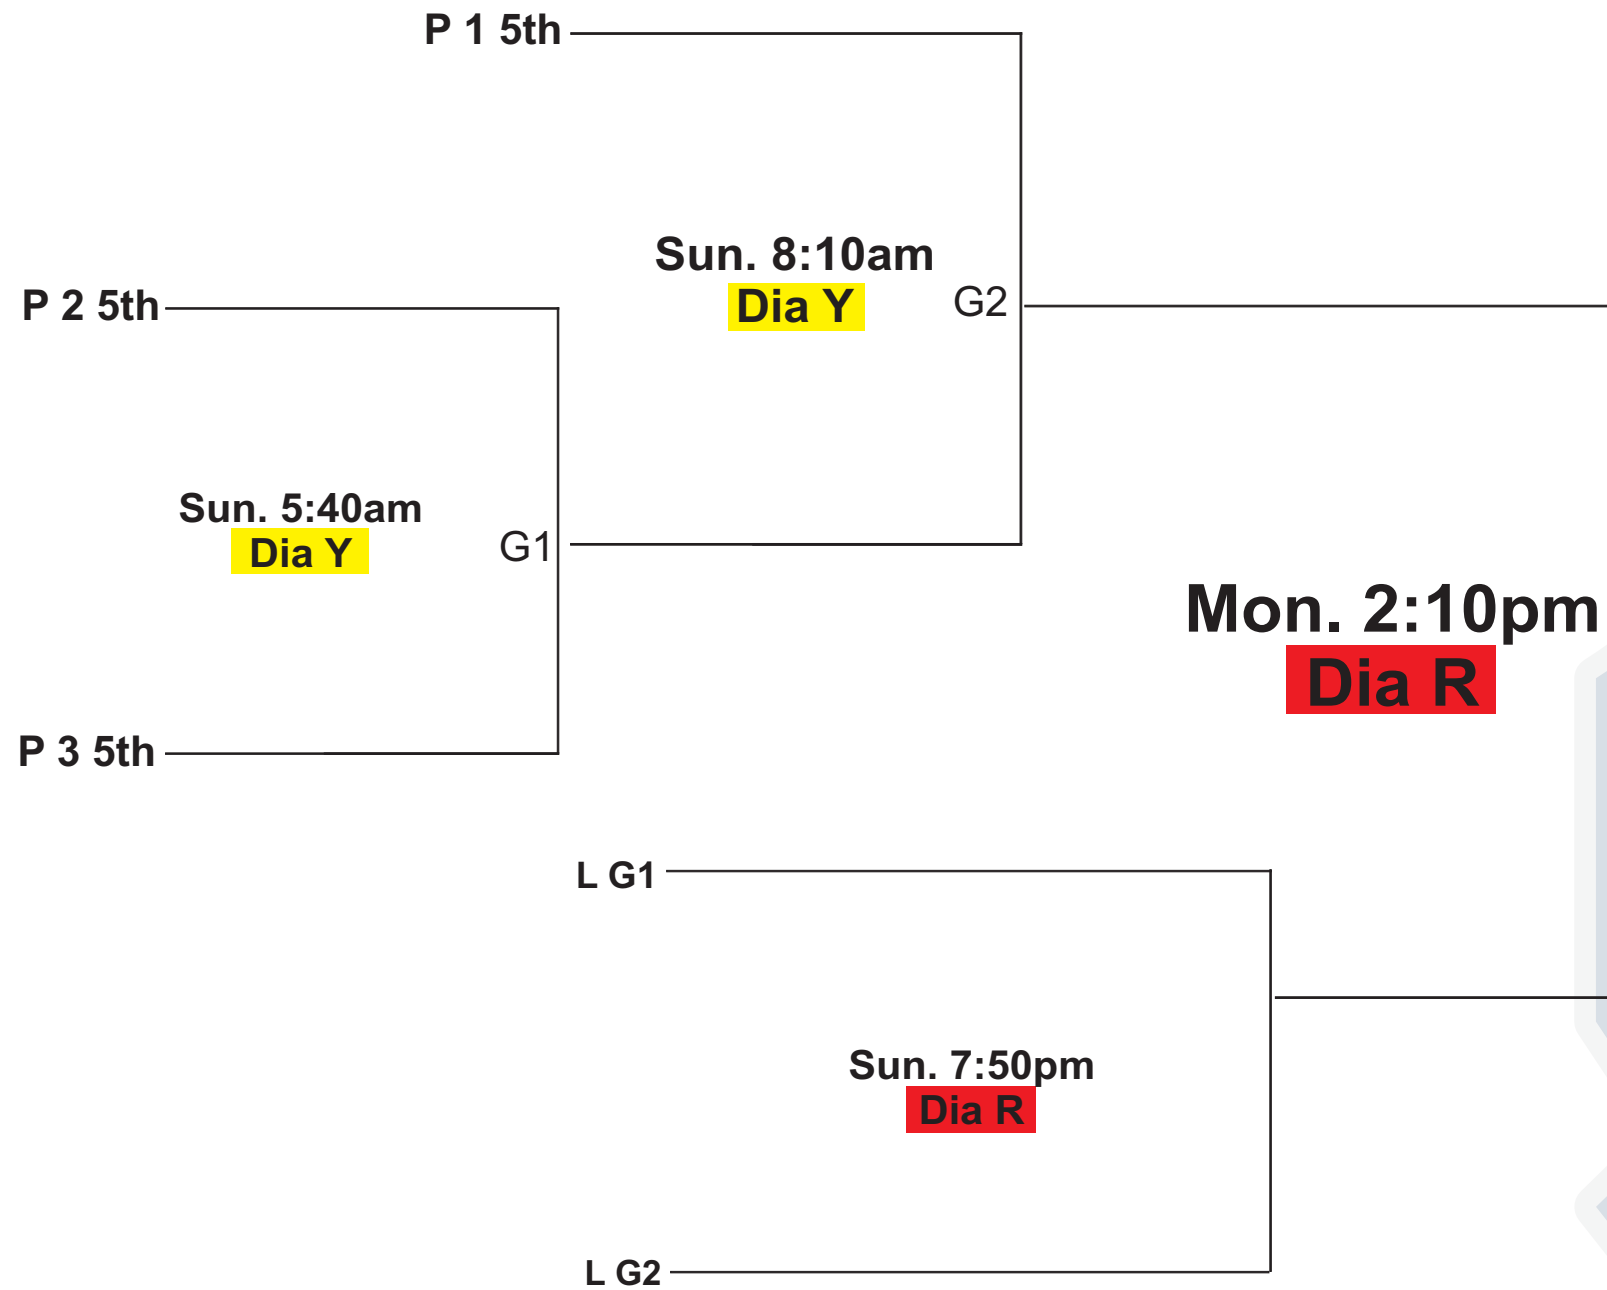 P 1 5th
Sun. 8:10am
Dia Y
G2
P 2 5th
Sun. 5:40am
Dia Y
G1
Mon. 2:10pm
Dia R
P 3 5th
L G1
Sun. 7:50pm
Dia R
L G2